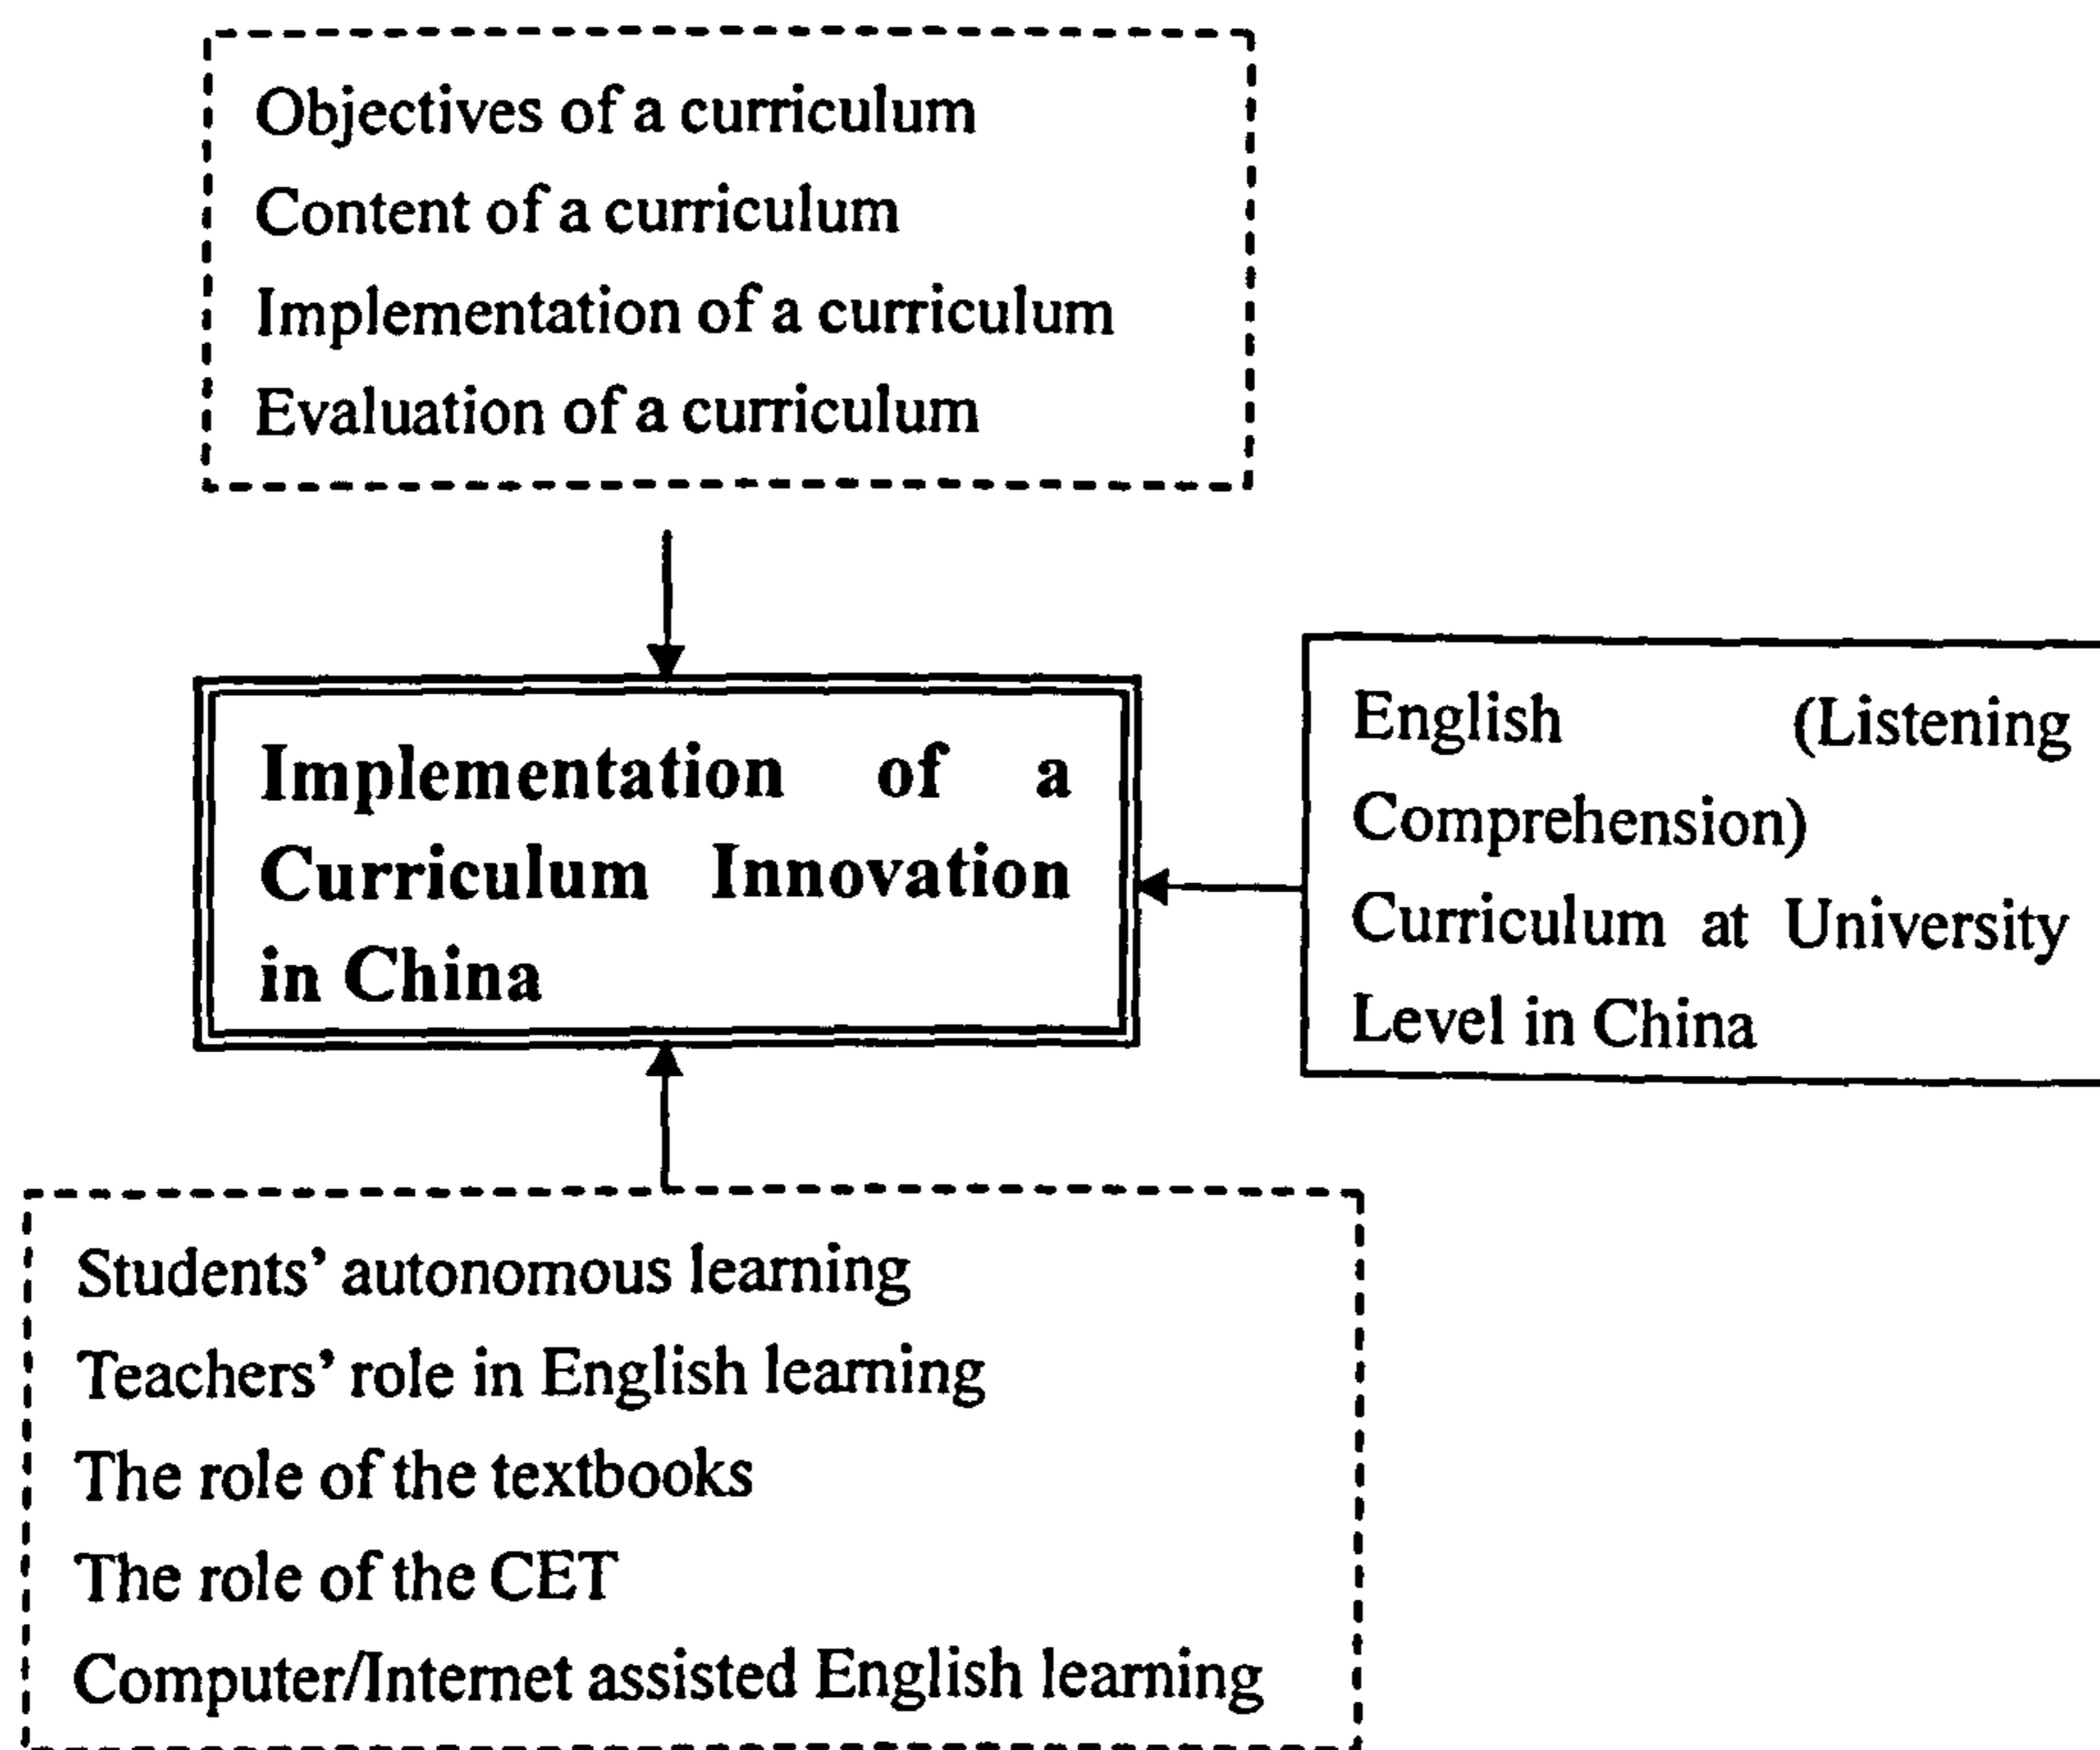 Objectives of a curriculum
Content of a curriculum
Implementation of a curriculum
Evaluation of a curriculum
Implementation of a
Curriculum Innovation
in China
English (Listening
Comprehension)
Curriculum at University
Level in China
Students’ autonomous learning
Teachers’ role in English learning
The role of the textbooks
The role of the CET
Computer/Internet assisted English learning